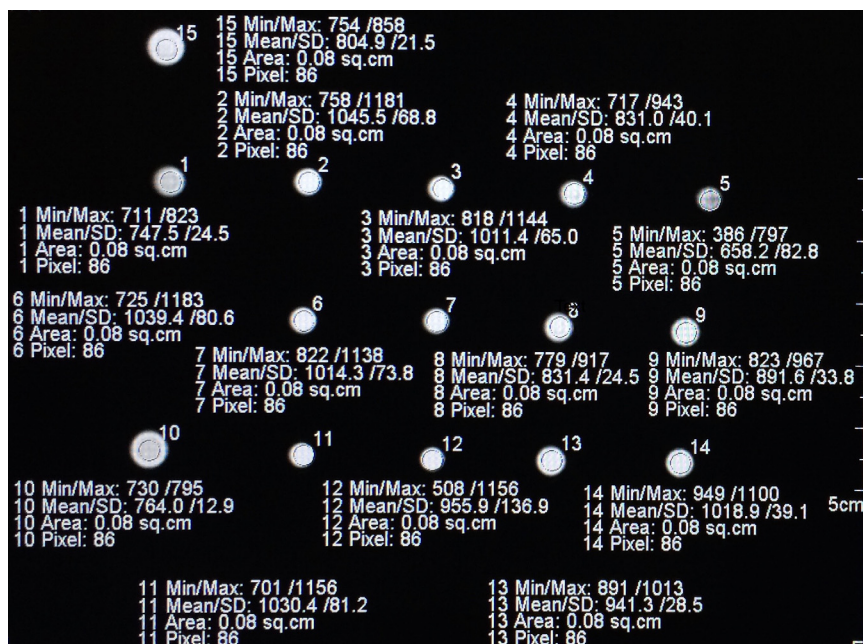 15
15 Min/Max: 754 /858
15 Mean/SD: 804.9 /21.5
15 Area: 0.08 sq.cm
15 Pixel: 86
2 Min/Max: 758 /1181
2 Mean/SD: 1045.5 /68.8
2 Area: 0.08 sq.cm
2 Pixel: 86
4 Min/Max: 717 /943
4 Mean/SD: 831.0 /40.1
4 Area: 0.08 sq.cm
4 Pixel: 86
1
2
3
4
5
1 Min/Max: 711 /823
1 Mean/SD: 747.5 /24.5
1 Area: 0.08 sq.cm
1 Pixel: 86
3 Min/Max: 818 /1144
3 Mean/SD: 1011.4 /65.0
3 Area: 0.08 sq.cm
3 Pixel: 86
5 Min/Max: 386 /797
5 Mean/SD: 658.2 /82.8
5 Area: 0.08 sq.cm
5 Pixel: 86
6 Min/Max: 725 /1183
6 Mean/SD: 1039.4 /80.6
6 Area: 0.08 sq.cm
6 Pixel: 86
6
7
8
9
7 Min/Max: 822 /1138
7 Mean/SD: 1014.3 /73.8
7 Area: 0.08 sq.cm
7 Pixel: 86
8 Min/Max: 779 /917
8 Mean/SD: 831.4 /24.5
8 Area: 0.08 sq.cm
8 Pixel: 86
9 Min/Max: 823 /967
9 Mean/SD: 891.6 /33.8
9 Area: 0.08 sq.cm
9 Pixel: 86
10
11
12
13
14
10 Min/Max: 730 /795
10 Mean/SD: 764.0 /12.9
10 Area: 0.08 sq.cm
10 Pixel: 86
12 Min/Max: 508 /1156
12 Mean/SD: 955.9 /136.9
12 Area: 0.08 sq.cm
12 Pixel: 86
14 Min/Max: 949 /1100
14 Mean/SD: 1018.9 /39.1
14 Area: 0.08 sq.cm
14 Pixel: 86
5cm
11 Min/Max: 701 /1156
11 Mean/SD: 1030.4 /81.2
11 Area: 0.08 sq.cm
11 Pixel: 86
13 Min/Max: 891 /1013
13 Mean/SD: 941.3 /28.5
13 Area: 0.08 sq.cm
13 Pixel: 86